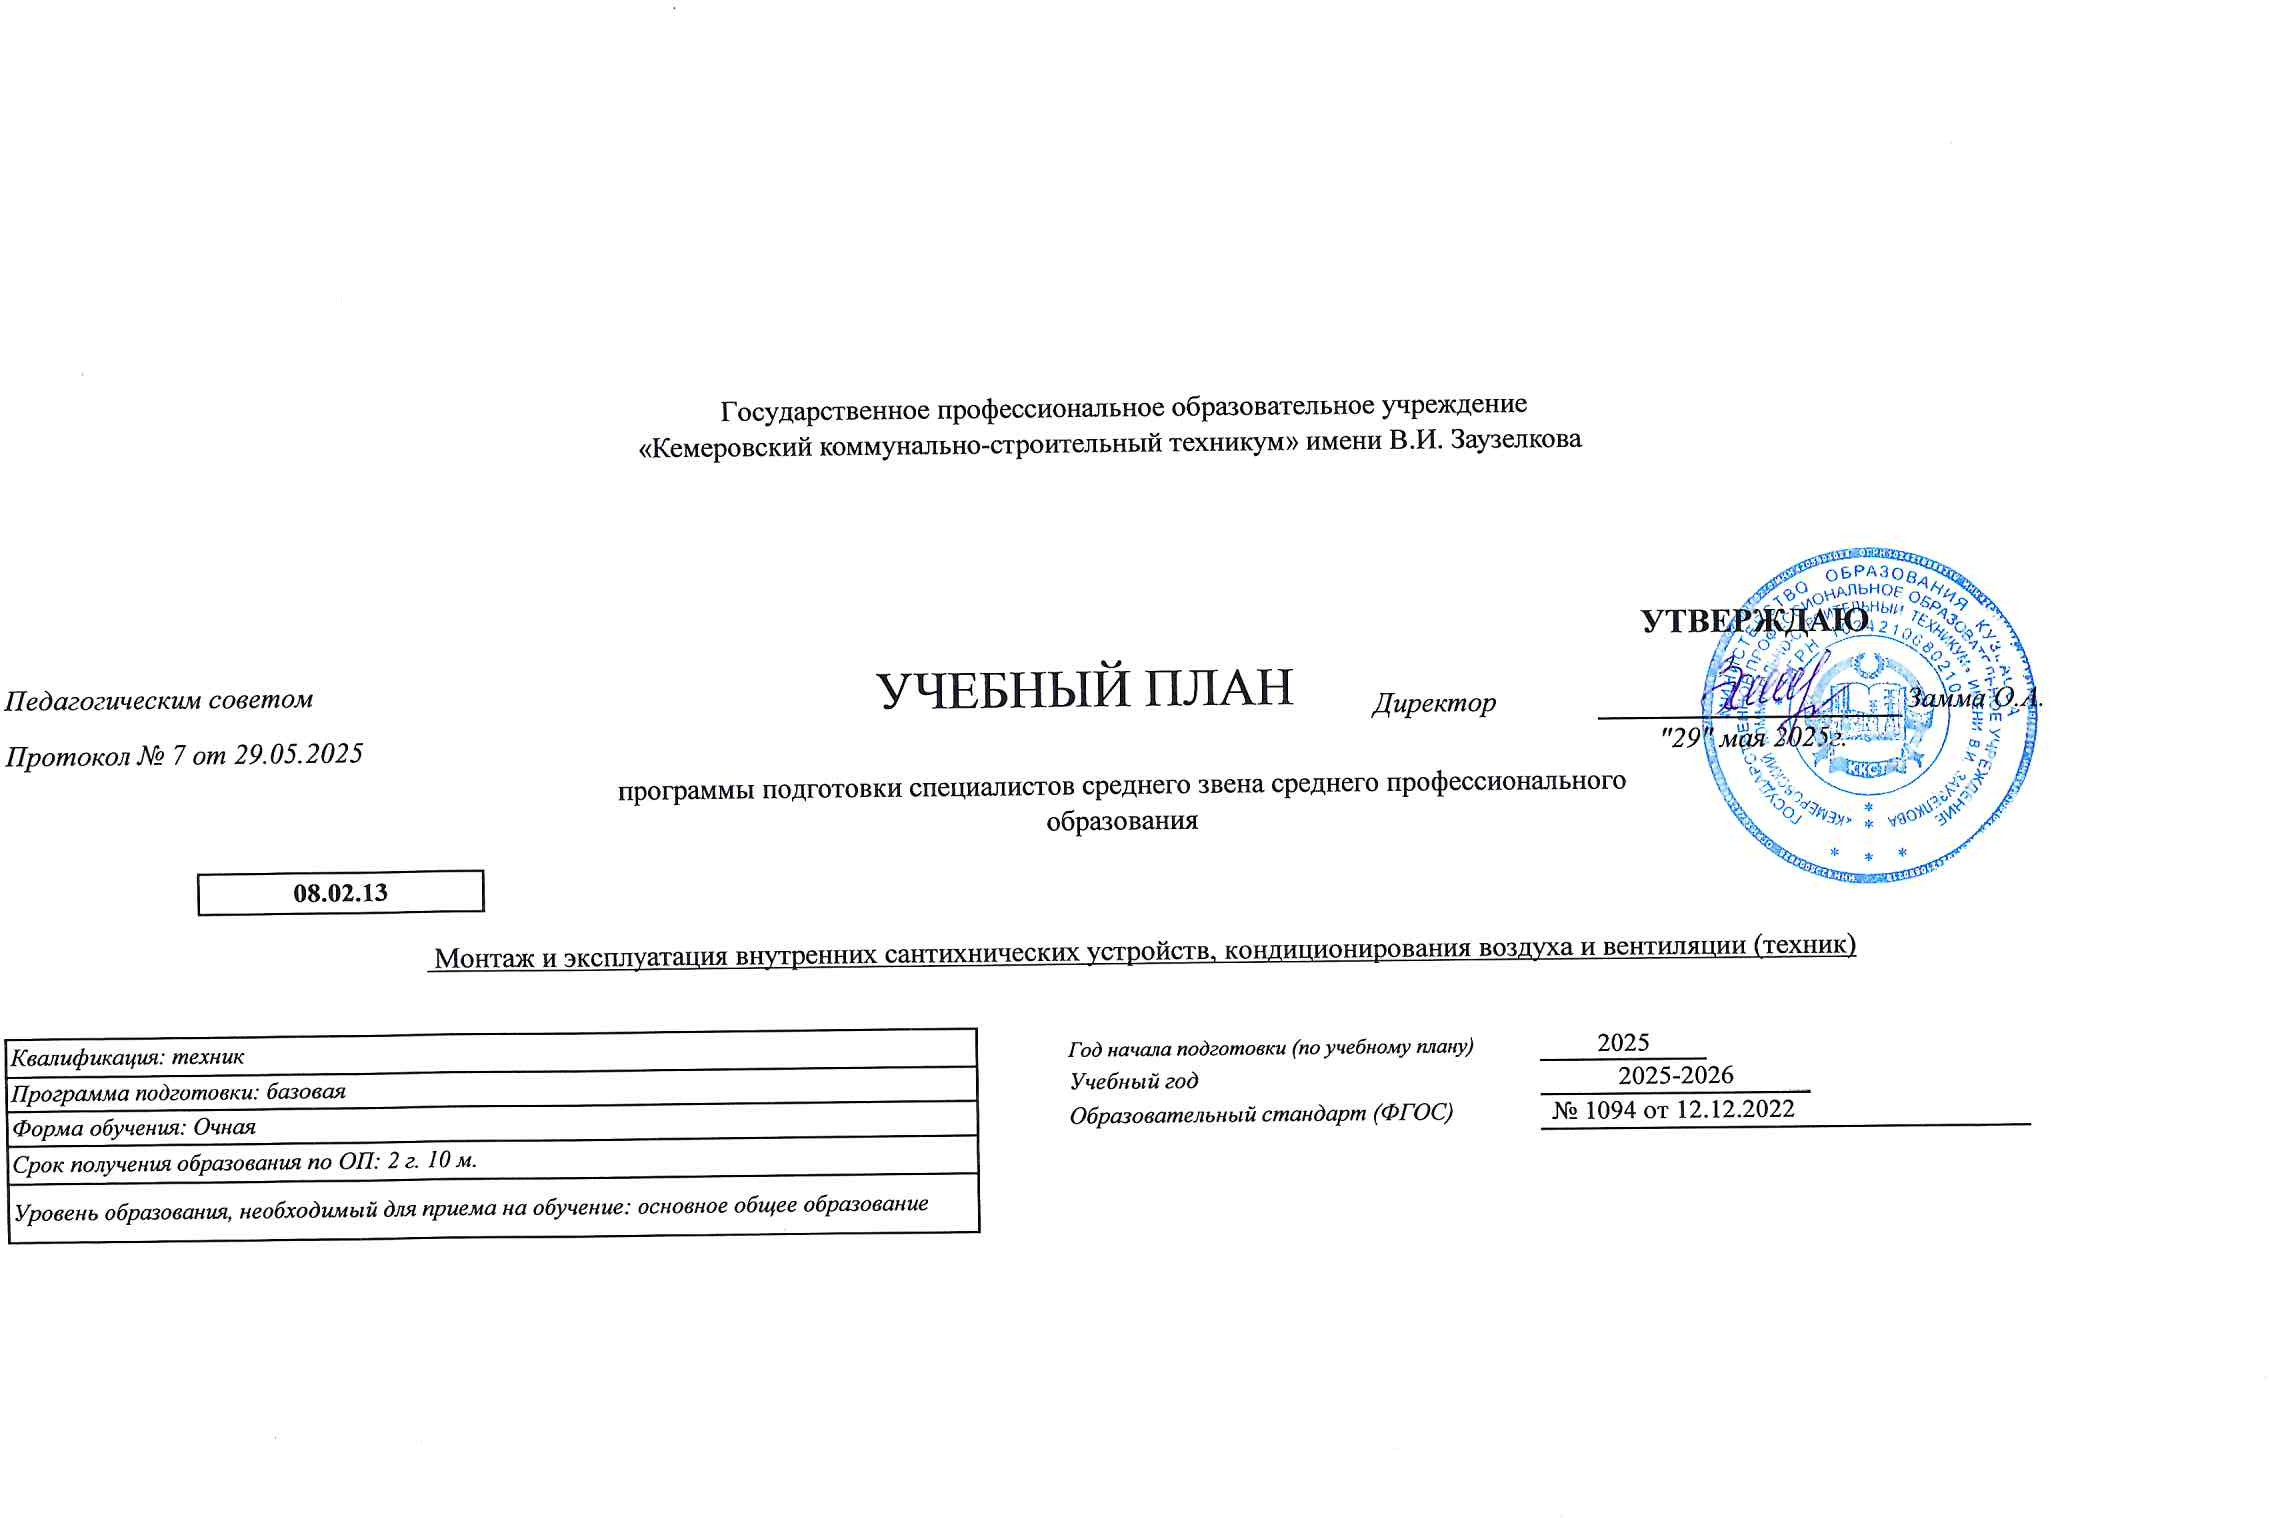 Государственное профессиональное образовательное учреждение
«Кемеровский коммунально-строительный техникум» имени В.И. Заузелкова
УТВЕРЖДАЮ
Педагогическим советом
УЧЕБНЫЙ ПЛАН
Директор
Замма О.А.
"29" мая 2025г.
Протокол № 7 от 29.05.2025
программы подготовки специалистов среднего звена среднего профессионального
образования
08.02.13
Монтаж и эксплуатация внутренних сантихнических устройств, кондиционирования воздуха и вентиляции (техник)
Квалификация: техник
Программа подготовки: базовая
Форма обучения: Очная
Срок получения образования по ОП: 2 г. 10 м.
Уровень образования, необходимый для приема на обучение: основное общее образование
Год начала подготовки (по учебному плану) 2025
Учебный год 2025-2026
Образовательный стандарт (ФГОС) № 1094 от 12.12.2022
МИНИСТЕРСТВО ОБРАЗОВАНИЯ КУЗБАССА
ККСТ